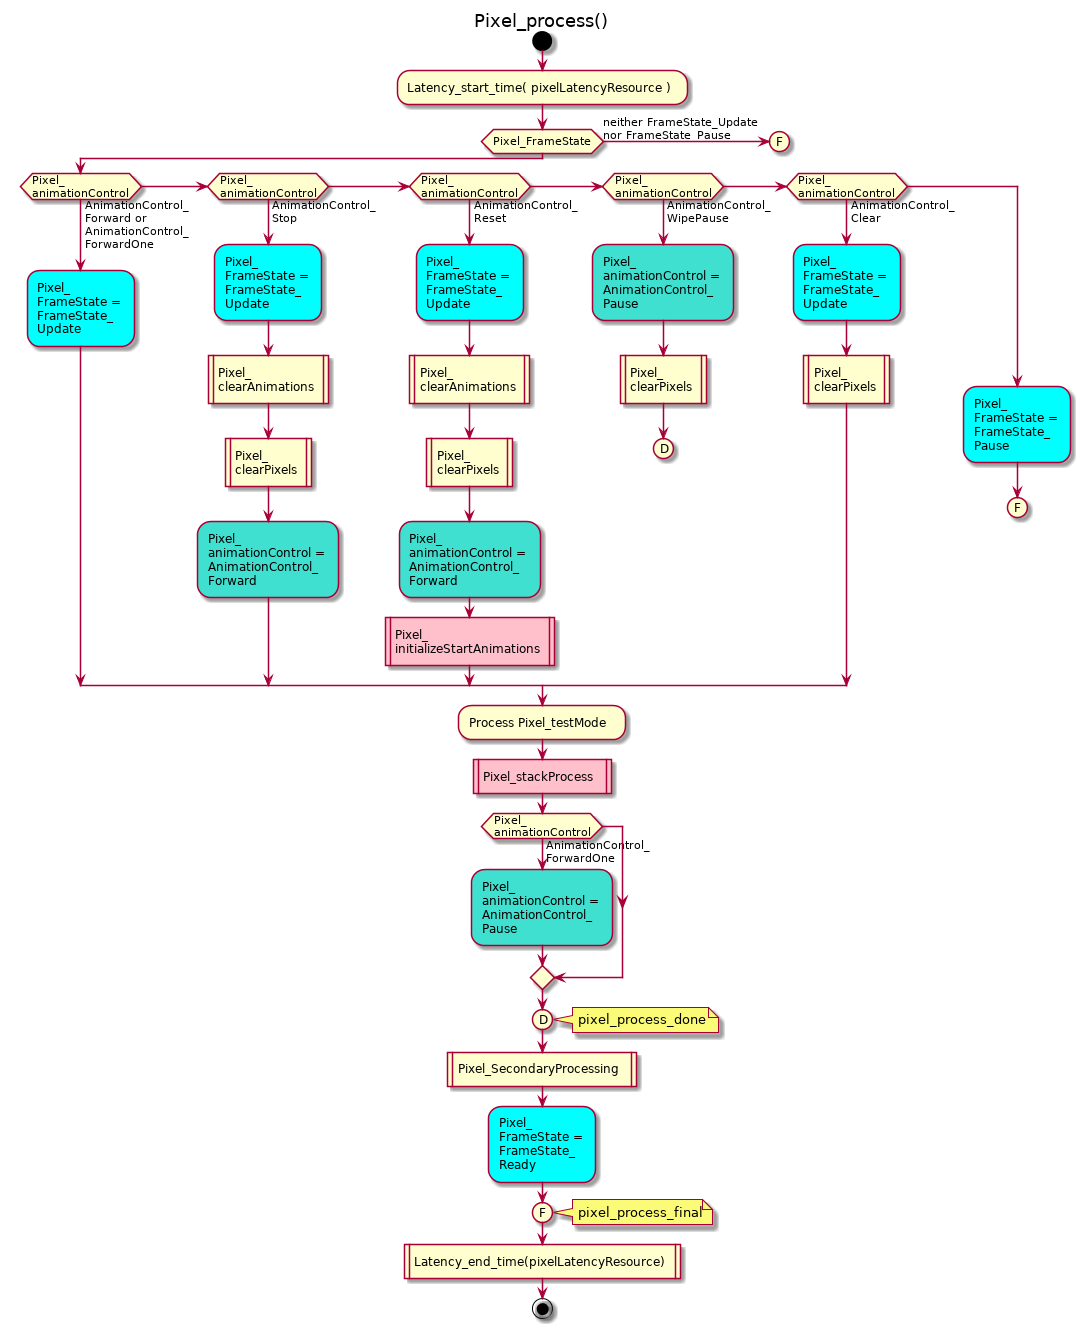 Pixel_process()
Latency_start_time( pixelLatencyResource )
Pixel_FrameState
neither FrameState_Update
nor FrameState_Pause
F
Pixel_
animationControl
AnimationControl_
Forward or
AnimationControl_
ForwardOne
Pixel_
FrameState =
FrameState_
Update
Pixel_
animationControl
AnimationControl_
Stop
Pixel_
FrameState =
FrameState_
Update
Pixel_
clearAnimations
Pixel_
clearPixels
Pixel_
animationControl =
AnimationControl_
Forward
Pixel_
animationControl
AnimationControl_
Reset
Pixel_
FrameState =
FrameState_
Update
Pixel_
clearAnimations
Pixel_
clearPixels
Pixel_
animationControl =
AnimationControl_
Forward
Pixel_
initializeStartAnimations
Pixel_
animationControl
AnimationControl_
WipePause
Pixel_
animationControl =
AnimationControl_
Pause
Pixel_
clearPixels
D
Pixel_
animationControl
AnimationControl_
Clear
Pixel_
FrameState =
FrameState_
Update
Pixel_
clearPixels
Pixel_
FrameState =
FrameState_
Pause
F
Process Pixel_testMode
Pixel_stackProcess
Pixel_
animationControl
AnimationControl_
ForwardOne
Pixel_
animationControl =
AnimationControl_
Pause
D
pixel_process_done
Pixel_SecondaryProcessing
Pixel_
FrameState =
FrameState_
Ready
F
pixel_process_final
Latency_end_time(pixelLatencyResource)